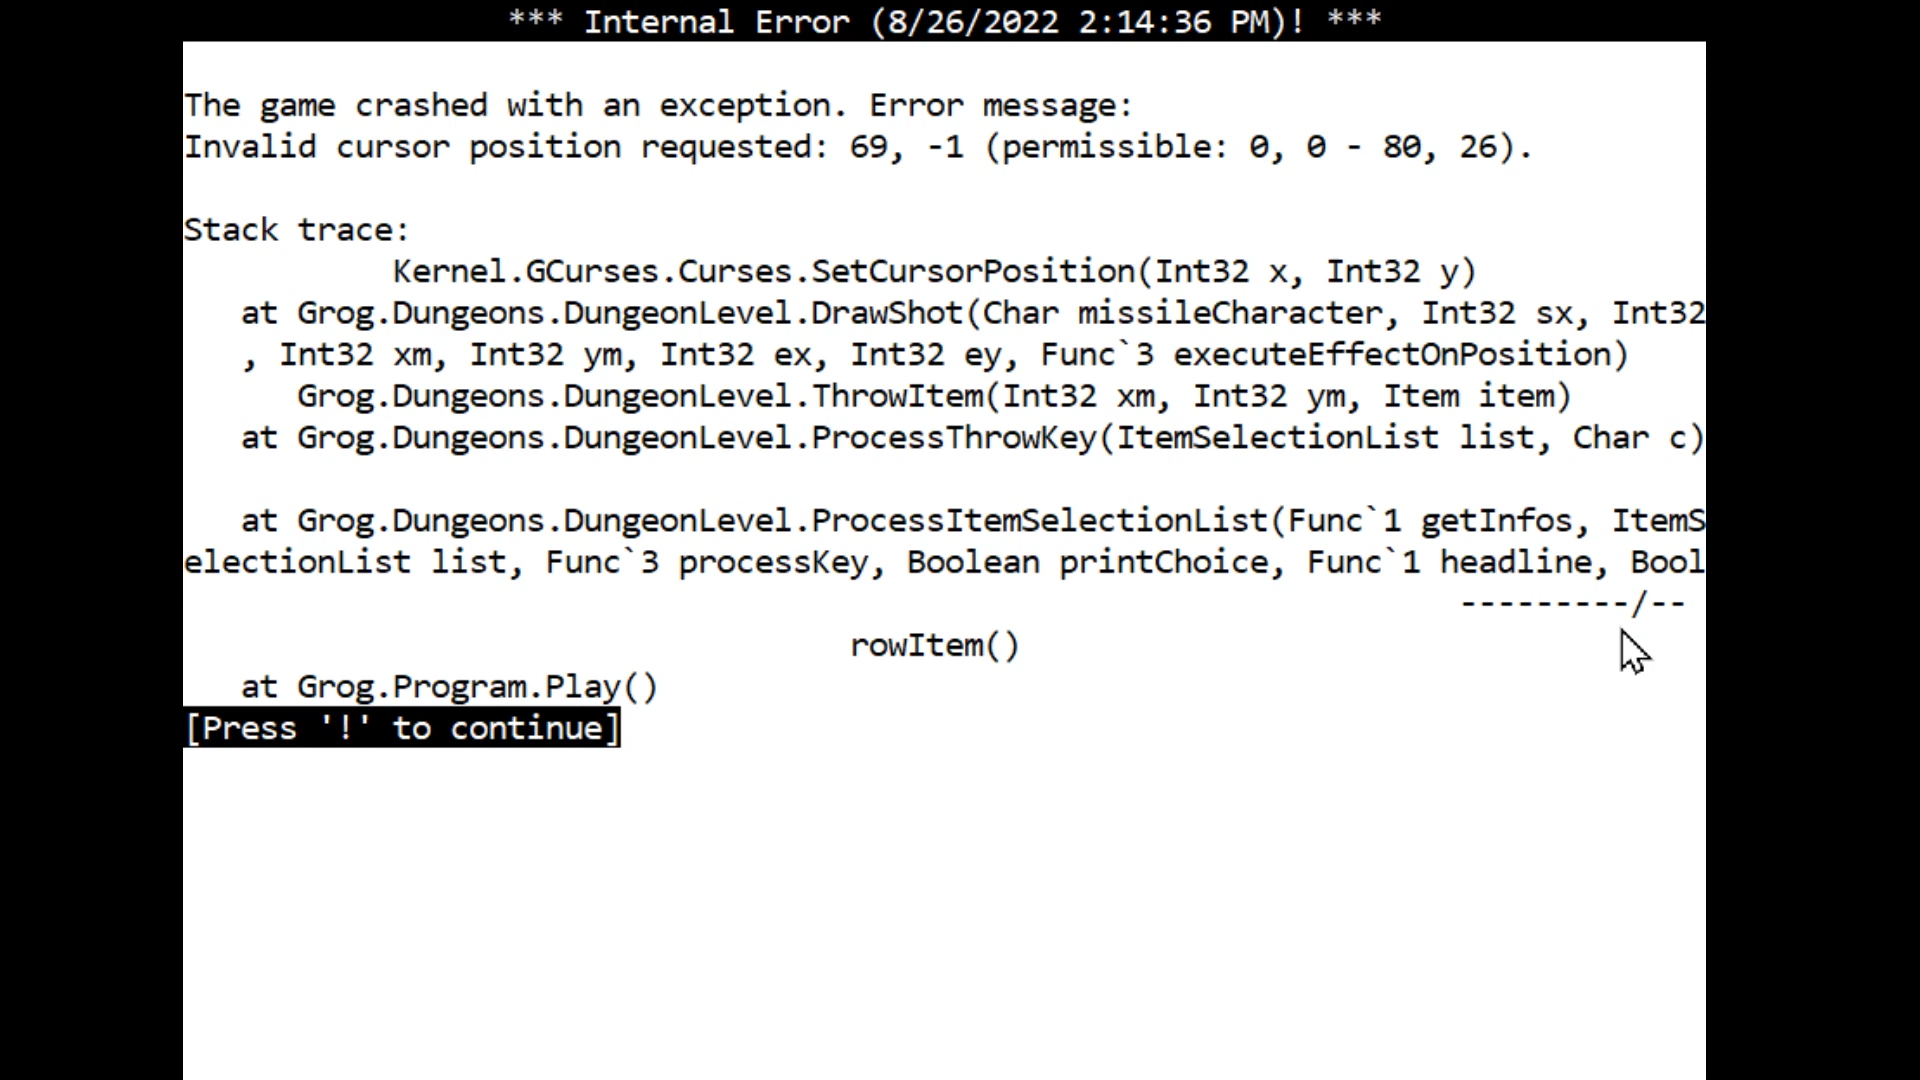 *** Internal Error (8/26/2022 2:14:36 PM)! ***
The game crashed with an exception. Error message:
Invalid cursor position requested: 69, -1 (permissible: 0, 0 - 80, 26).
Stack trace:
Kernel.GCurses.Curses.SetCursorPosition(Int32 x, Int32 y)
at Grog.Dungeons.DungeonLevel.DrawShot(Char missileCharacter, Int32 sx, Int32
, Int32 xm, Int32 ym, Int32 ex, Int32 ey, Func`3 executeEffectOnPosition)
Grog.Dungeons.DungeonLevel.ThrowItem(Int32 xm, Int32 ym, Item item)
at Grog.Dungeons.DungeonLevel.ProcessThrowKey(ItemSelectionList list, Char c)
at Grog.Dungeons.DungeonLevel.ProcessItemSelectionList(Func`1 getInfos, ItemS
electionList list, Func`3 processKey, Boolean printChoice, Func`1 headline, Bool
---------/--
rowItem()
at Grog.Program.Play()
[Press '!' to continue]